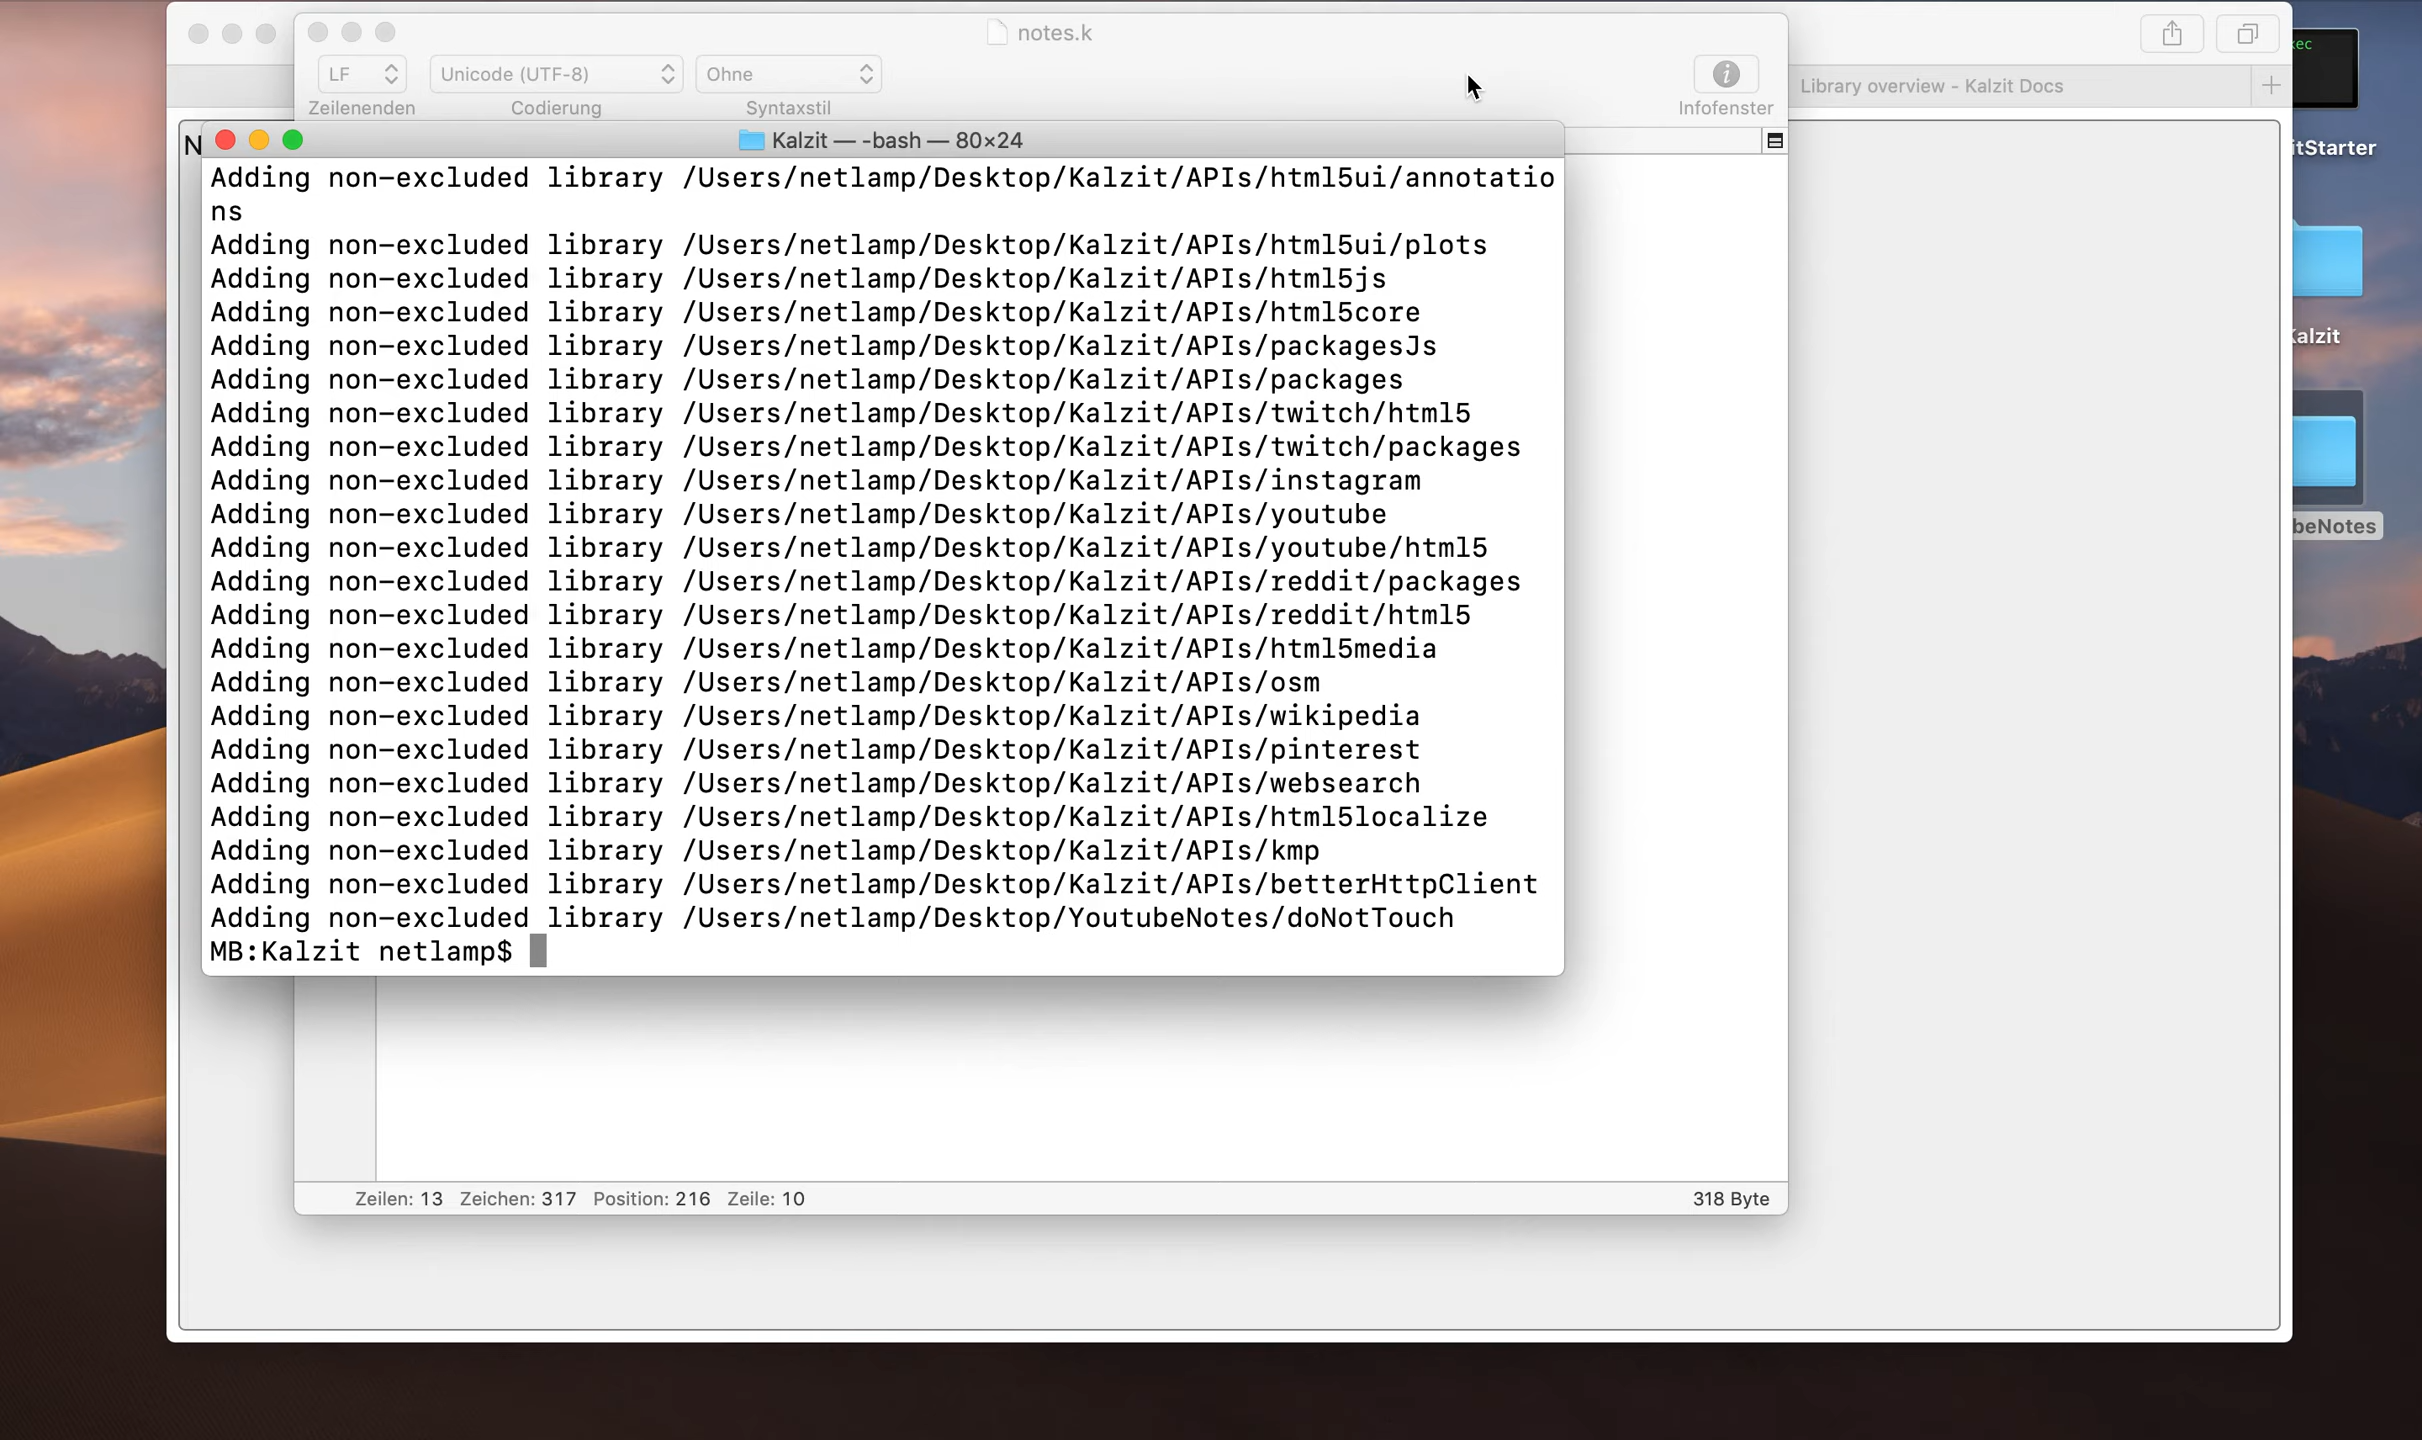 notes.k
LF
Unicode (UTF-8)
Ohne
Zeilenenden
Codierung
Syntaxstil
Infofenster
Library overview - Kalzit Docs
N
Kalzit — -bash — 80×24
Adding non-excluded library /Users/netlamp/Desktop/Kalzit/APIs/html5ui/annotatio
ns
Adding non-excluded library /Users/netlamp/Desktop/Kalzit/APIs/html5ui/plots
Adding non-excluded library /Users/netlamp/Desktop/Kalzit/APIs/html5js
Adding non-excluded library /Users/netlamp/Desktop/Kalzit/APIs/html5core
Adding non-excluded library /Users/netlamp/Desktop/Kalzit/APIs/packagesJs
Adding non-excluded library /Users/netlamp/Desktop/Kalzit/APIs/packages
Adding non-excluded library /Users/netlamp/Desktop/Kalzit/APIs/twitch/html5
Adding non-excluded library /Users/netlamp/Desktop/Kalzit/APIs/twitch/packages
Adding non-excluded library /Users/netlamp/Desktop/Kalzit/APIs/instagram
Adding non-excluded library /Users/netlamp/Desktop/Kalzit/APIs/youtube
Adding non-excluded library /Users/netlamp/Desktop/Kalzit/APIs/youtube/html5
Adding non-excluded library /Users/netlamp/Desktop/Kalzit/APIs/reddit/packages
Adding non-excluded library /Users/netlamp/Desktop/Kalzit/APIs/reddit/html5
Adding non-excluded library /Users/netlamp/Desktop/Kalzit/APIs/html5media
Adding non-excluded library /Users/netlamp/Desktop/Kalzit/APIs/osm
Adding non-excluded library /Users/netlamp/Desktop/Kalzit/APIs/wikipedia
Adding non-excluded library /Users/netlamp/Desktop/Kalzit/APIs/pinterest
Adding non-excluded library /Users/netlamp/Desktop/Kalzit/APIs/websearch
Adding non-excluded library /Users/netlamp/Desktop/Kalzit/APIs/html5localize
Adding non-excluded library /Users/netlamp/Desktop/Kalzit/APIs/kmp
Adding non-excluded library /Users/netlamp/Desktop/Kalzit/APIs/betterHttpClient
Adding non-excluded library /Users/netlamp/Desktop/YoutubeNotes/doNotTouch
MB:Kalzit netlamp$
Zeilen: 13 Zeichen: 317 Position: 216 Zeile: 10
318 Byte
ec
itStarter
alzit
beNotes